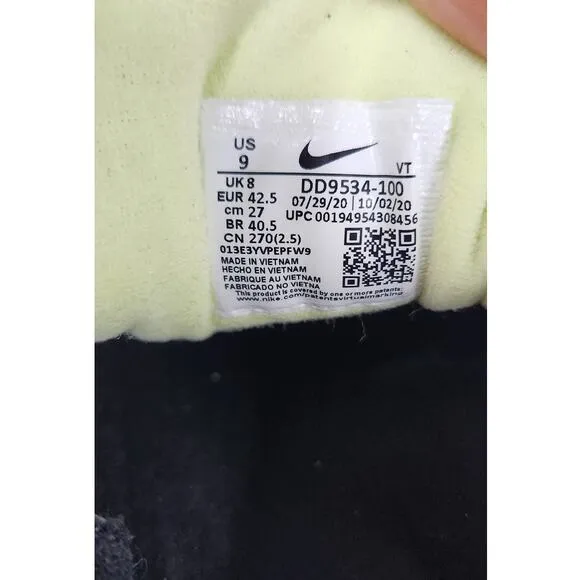 US
9
VT
UK 8
EUR 42.5
cm 27
BR 40.5
CN 270(2.5)
DD9534-100
07/29/20 | 10/02/20
UPC 00194954308456
013E3YVPEPFW9
MADE IN VIETNAM
HECHO EN VIETNAM
FABRIQUE AU VIETNAM
FABRICADO NO VIETNA
This product is covered by one or more patents:
www.nike.com/patentsvirtualmarking